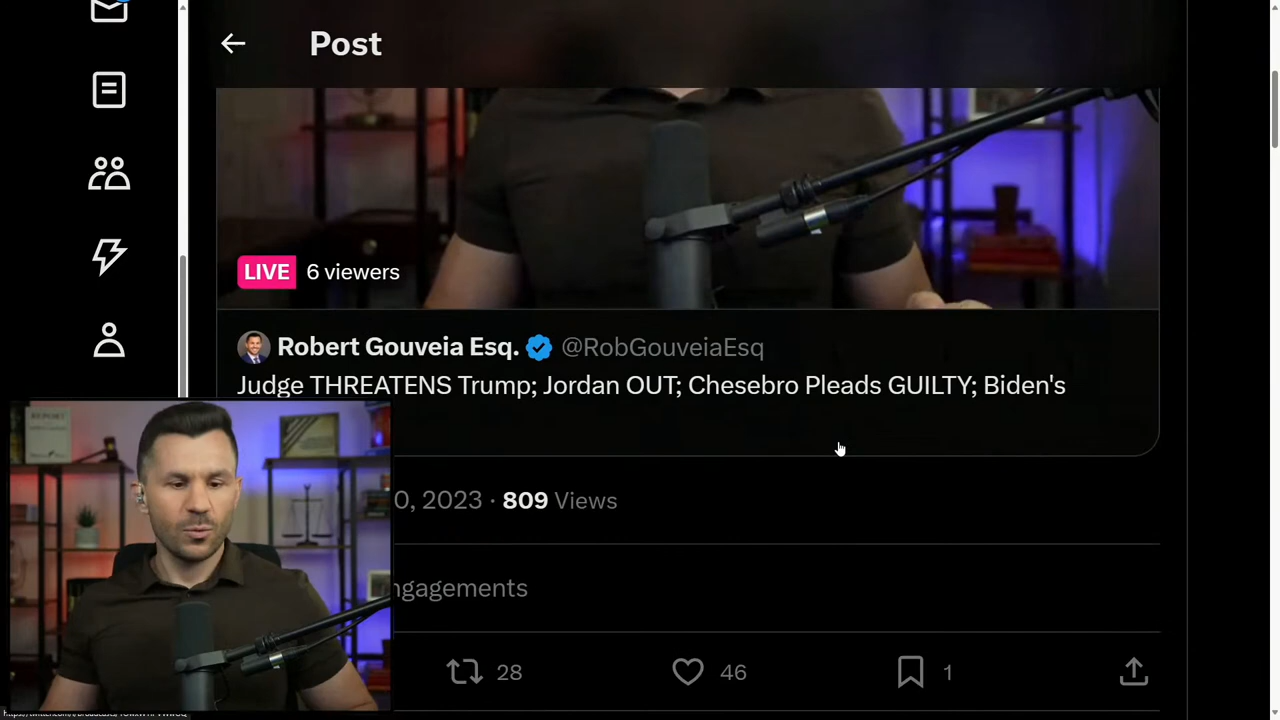 Post
LIVE 6 viewers
Robert Gouveia Esq. @RobGouveiaEsq
Judge THREATENS Trump; Jordan OUT; Chesebro Pleads GUILTY; Biden's
0, 2023 · 809 Views
ngagements
28 46 1